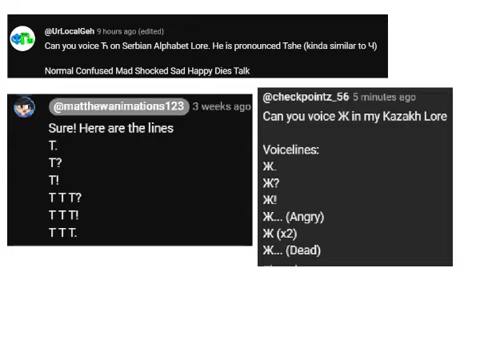 @UrLocalGeh 9 hours ago (edited)
Can you voice Ћ on Serbian Alphabet Lore. He is pronounced Tshe (kinda similar to Ч)
Normal Confused Mad Shocked Sad Happy Dies Talk
@matthewanimations123 3 weeks ago
Sure! Here are the lines
T.
T?
T!
T T T?
T T T!
T T T.
@checkpointz_56 5 minutes ago
Can you voice Ж in my Kazakh Lore
Voicelines:
Ж.
Ж?
Ж!
Ж... (Angry)
Ж (x2)
Ж... (Dead)